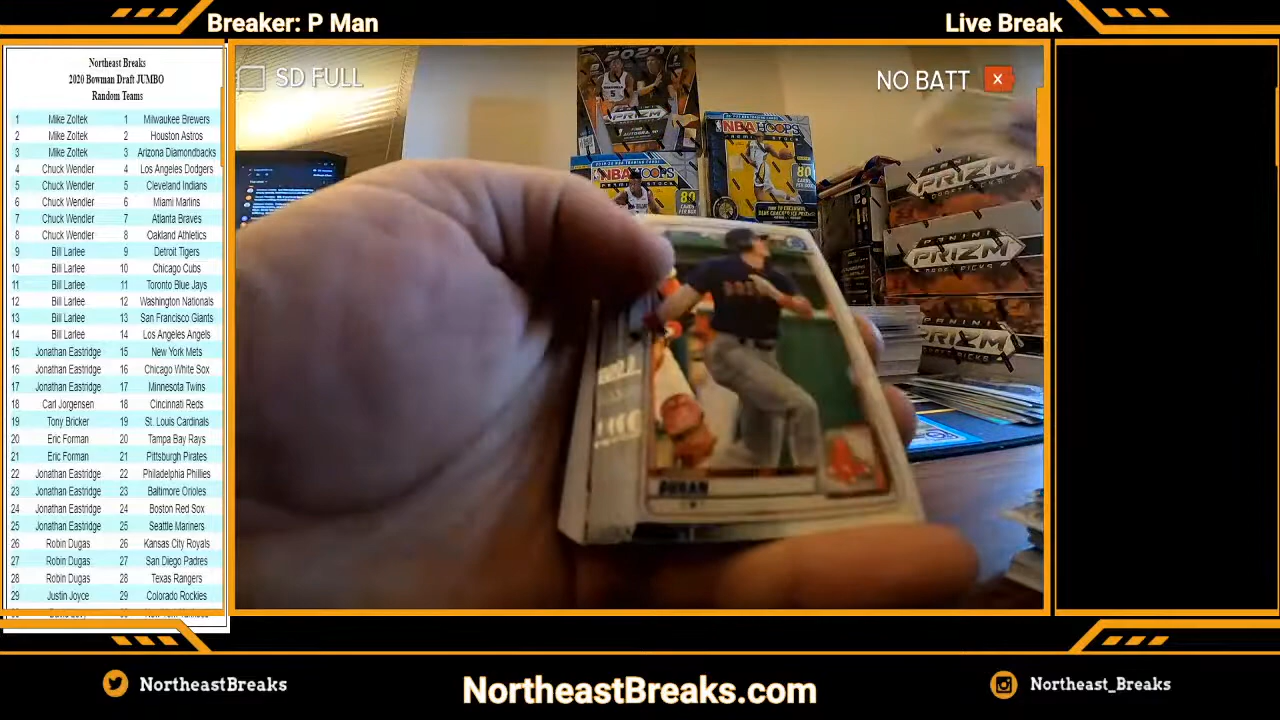 Breaker: P Man
Live Break
Northeast Breaks
2020 Bowman Draft JUMBO
Random Teams
1 Mike Zoltek 1 Milwaukee Brewers
2 Mike Zoltek 2 Houston Astros
3 Mike Zoltek 3 Arizona Diamondbacks
4 Chuck Wendler 4 Los Angeles Dodgers
5 Chuck Wendler 5 Cleveland Indians
6 Chuck Wendler 6 Miami Marlins
7 Chuck Wendler 7 Atlanta Braves
8 Chuck Wendler 8 Oakland Athletics
9 Bill Larlee 9 Detroit Tigers
10 Bill Larlee 10 Chicago Cubs
11 Bill Larlee 11 Toronto Blue Jays
12 Bill Larlee 12 Washington Nationals
13 Bill Larlee 13 San Francisco Giants
14 Bill Larlee 14 Los Angeles Angels
15 Jonathan Eastridge 15 New York Mets
16 Jonathan Eastridge 16 Chicago White Sox
17 Jonathan Eastridge 17 Minnesota Twins
18 Carl Jorgensen 18 Cincinnati Reds
19 Tony Bricker 19 St. Louis Cardinals
20 Eric Forman 20 Tampa Bay Rays
21 Eric Forman 21 Pittsburgh Pirates
22 Jonathan Eastridge 22 Philadelphia Phillies
23 Jonathan Eastridge 23 Baltimore Orioles
24 Jonathan Eastridge 24 Boston Red Sox
25 Jonathan Eastridge 25 Seattle Mariners
26 Robin Dugas 26 Kansas City Royals
27 Robin Dugas 27 San Diego Padres
28 Robin Dugas 28 Texas Rangers
29 Justin Joyce 29 Colorado Rockies
SD FULL
NO BATT
2020
PRIZM
NBA HOOPS
NBA HOOPS
80
80
PRIZM
PANINI
PRIZM
DRAFT PICKS
PANINI
PRIZM
DRAFT PICKS
DURAN
NortheastBreaks
NortheastBreaks.com
Northeast_Breaks